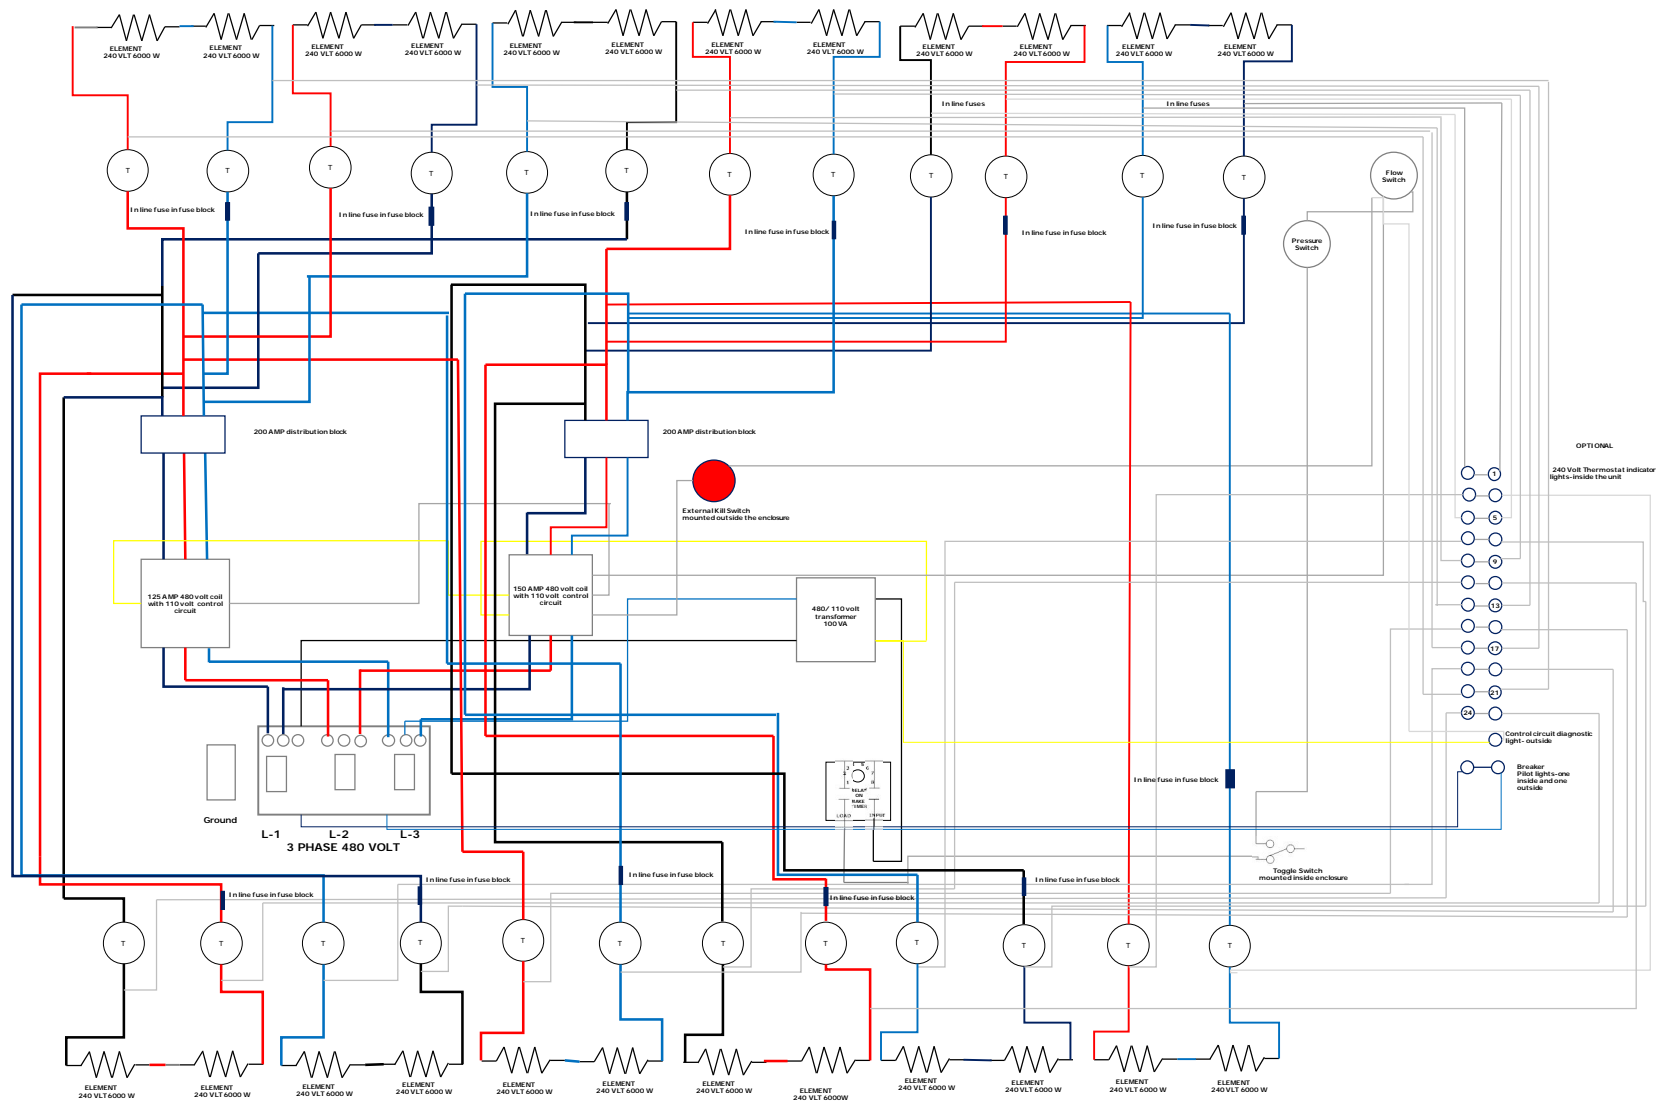 ELEMENT
240 VLT 6000 W
ELEMENT
240 VLT 6000 W
ELEMENT
240 VLT 6000 W
ELEMENT
240 VLT 6000 W
ELEMENT
240 VLT 6000 W
ELEMENT
240 VLT 6000 W
ELEMENT
240 VLT 6000 W
ELEMENT
240 VLT 6000 W
ELEMENT
240 VLT 6000 W
ELEMENT
240 VLT 6000 W
ELEMENT
240 VLT 6000 W
ELEMENT
240 VLT 6000 W
In line fuses
In line fuses
T
T
T
T
T
T
T
T
T
T
T
T
Flow
Switch
In line fuse in fuse block
In line fuse in fuse block
In line fuse in fuse block
In line fuse in fuse block
In line fuse in fuse block
In line fuse in fuse block
Pressure
Switch
200 AMP distribution block
200 AMP distribution block
OPTIONAL
240 Volt Thermostat indicator
lights-inside the unit
1
5
9
13
17
21
24
External Kill Switch
mounted outside the enclosure
125 AMP 480 volt coil
with 110 volt control
circuit
150 AMP 480 volt coil
with 110 volt control
circuit
480/ 110 volt
transformer
100 VA
Control circuit diagnostic
light- outside
Breaker
Pilot lights-one
inside and one
outside
In line fuse in fuse block
ON
LOAD
INPUT
Ground
L-1
L-2
L-3
3 PHASE 480 VOLT
Toggle Switch
mounted inside enclosure
In line fuse in fuse block
In line fuse in fuse block
In line fuse in fuse block
In line fuse in fuse block
In line fuse in fuse block
T
T
T
T
T
T
T
T
T
T
T
T
ELEMENT
240 VLT 6000 W
ELEMENT
240 VLT 6000 W
ELEMENT
240 VLT 6000 W
ELEMENT
240 VLT 6000 W
ELEMENT
240 VLT 6000 W
ELEMENT
240 VLT 6000 W
ELEMENT
240 VLT 6000 W
ELEMENT
240 VLT 6000W
ELEMENT
240 VLT 6000 W
ELEMENT
240 VLT 6000 W
ELEMENT
240 VLT 6000 W
ELEMENT
240 VLT 6000 W